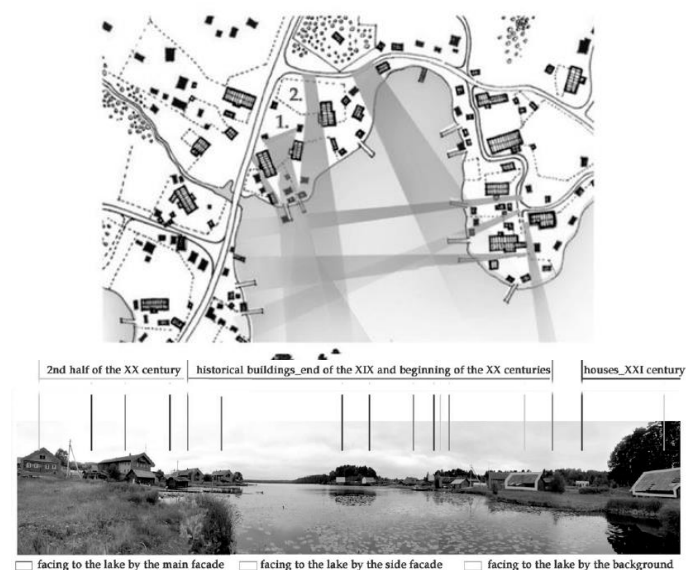 2.
1.
2nd half of the XX century
historical buildings_end of the XIX and beginning of the XX centuries
houses_XXI century
facing to the lake by the main facade
facing to the lake by the side facade
facing to the lake by the background